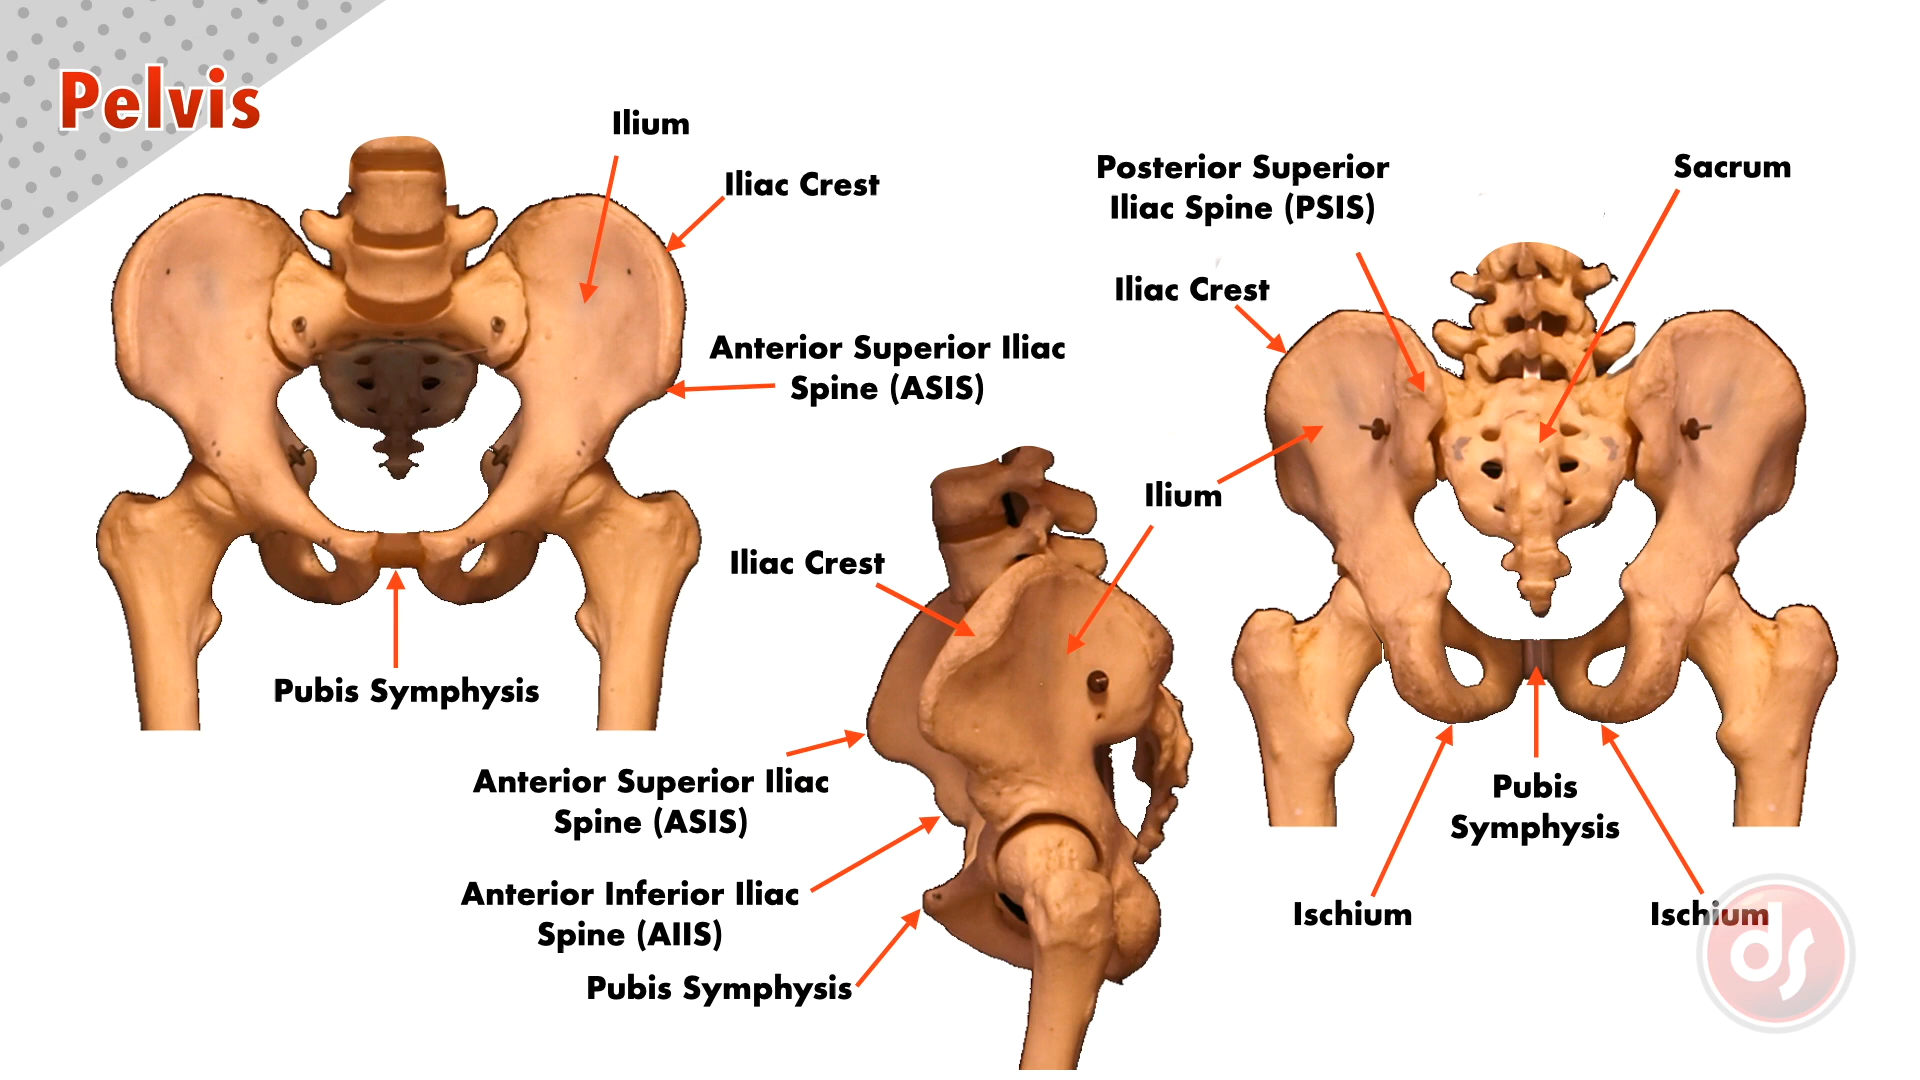 Pelvis
Ilium
Iliac Crest
Anterior Superior Iliac
Spine (ASIS)
Pubis Symphysis
Iliac Crest
Ilium
Anterior Superior Iliac
Spine (ASIS)
Anterior Inferior Iliac
Spine (AIIS)
Pubis Symphysis
Posterior Superior
Iliac Spine (PSIS)
Sacrum
Iliac Crest
Pubis
Symphysis
Ischium
Ischium
ds